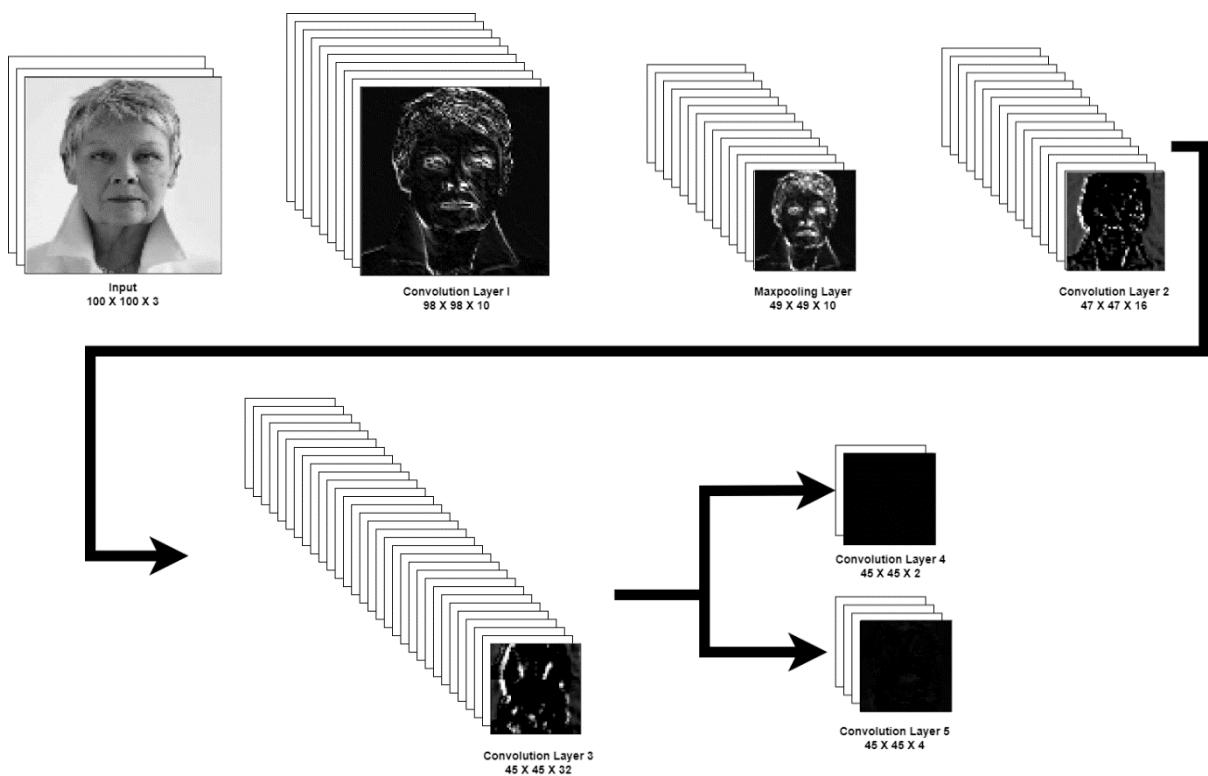 Input
100 X 100 X 3
Convolution Layer I
98 X 98 X 10
Maxpooling Layer
49 X 49 X 10
Convolution Layer 2
47 X 47 X 16
Convolution Layer 4
45 X 45 X 2
Convolution Layer 5
45 X 45 X 4
Convolution Layer 3
45 X 45 X 32